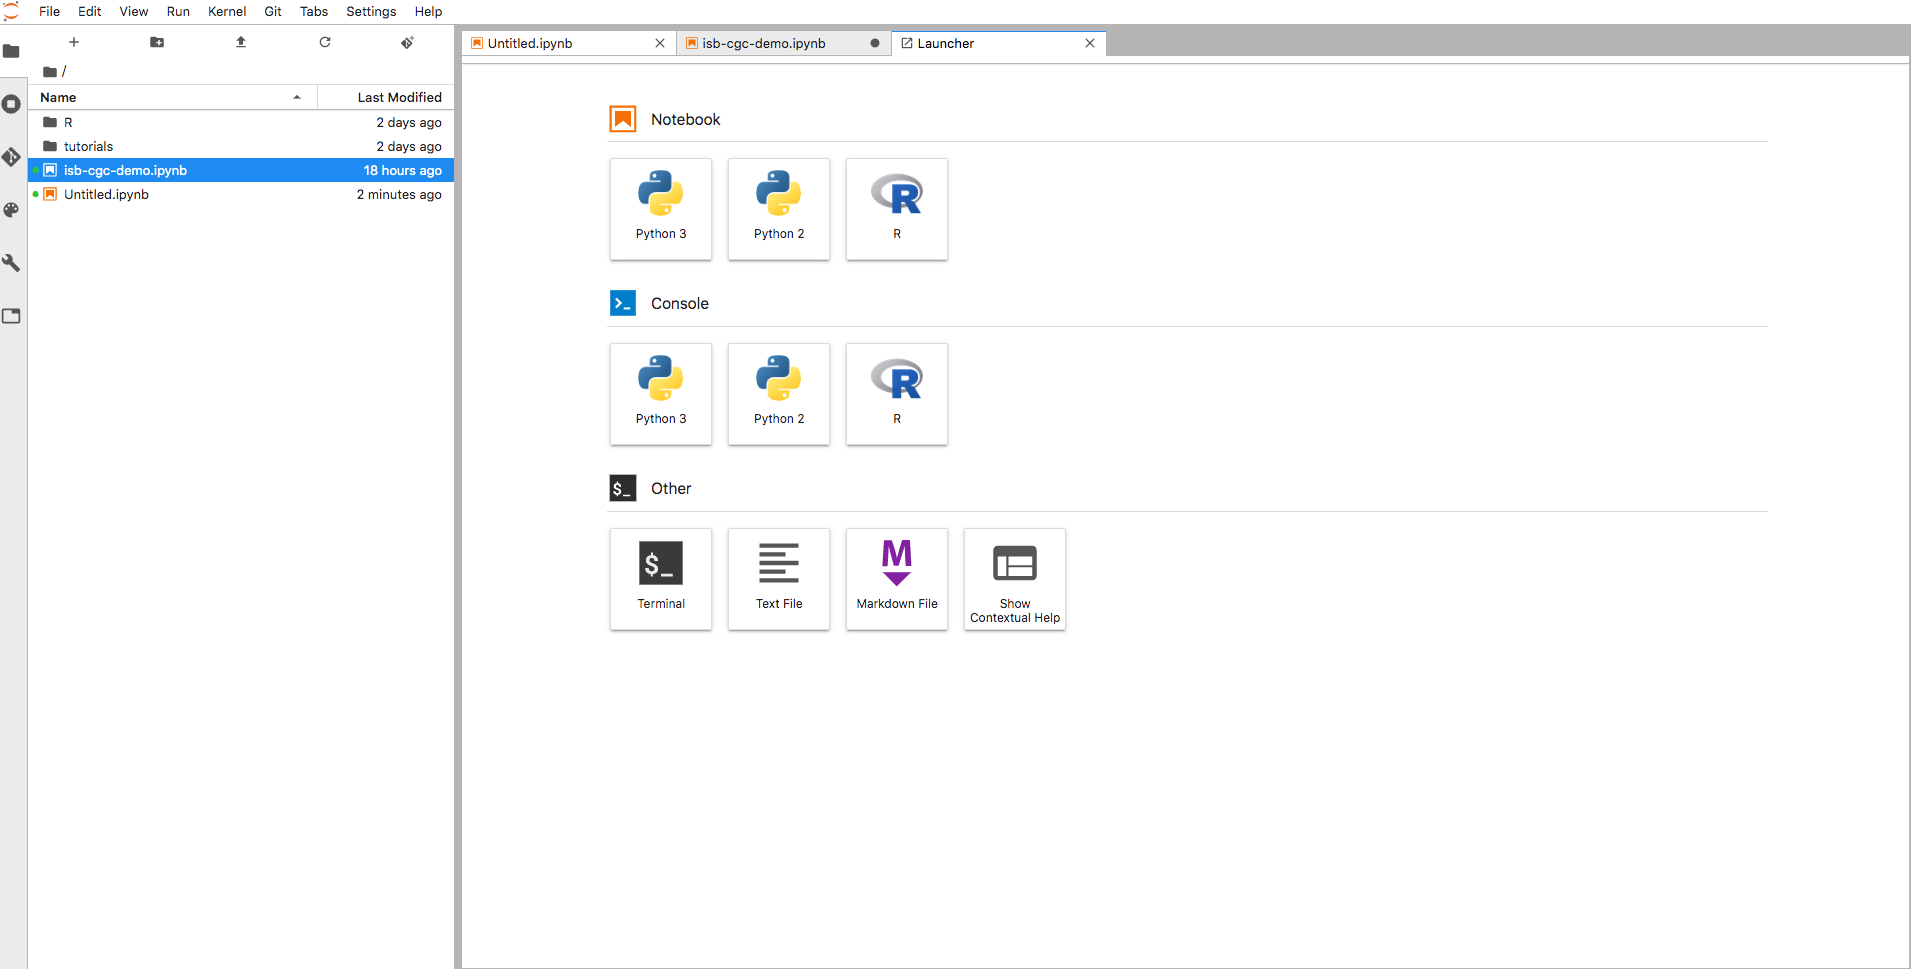 File Edit View Run Kernel Git Tabs Settings Help
Untitled.ipynb isb-cgc-demo.ipynb Launcher
/
Name Last Modified
R 2 days ago
tutorials 2 days ago
isb-cgc-demo.ipynb 18 hours ago
Untitled.ipynb 2 minutes ago
Notebook
Python 3 Python 2 R
Console
Python 3 Python 2 R
$_ Other
Terminal Text File Markdown File Show
Contextual Help